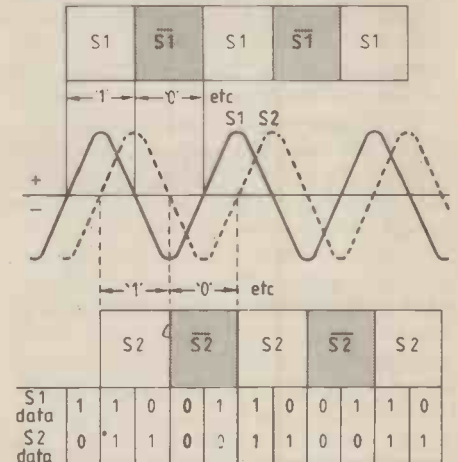 S1 S1 S1 S1 S1
'1' '0' etc
S1 S2
+
−
'1' '0' etc
S2 S2 S2 S2 S2
S1 data 1 1 0 0 1 1 0 0 1 1 0
S2 data 0 1 1 0 0 1 1 0 0 1 1